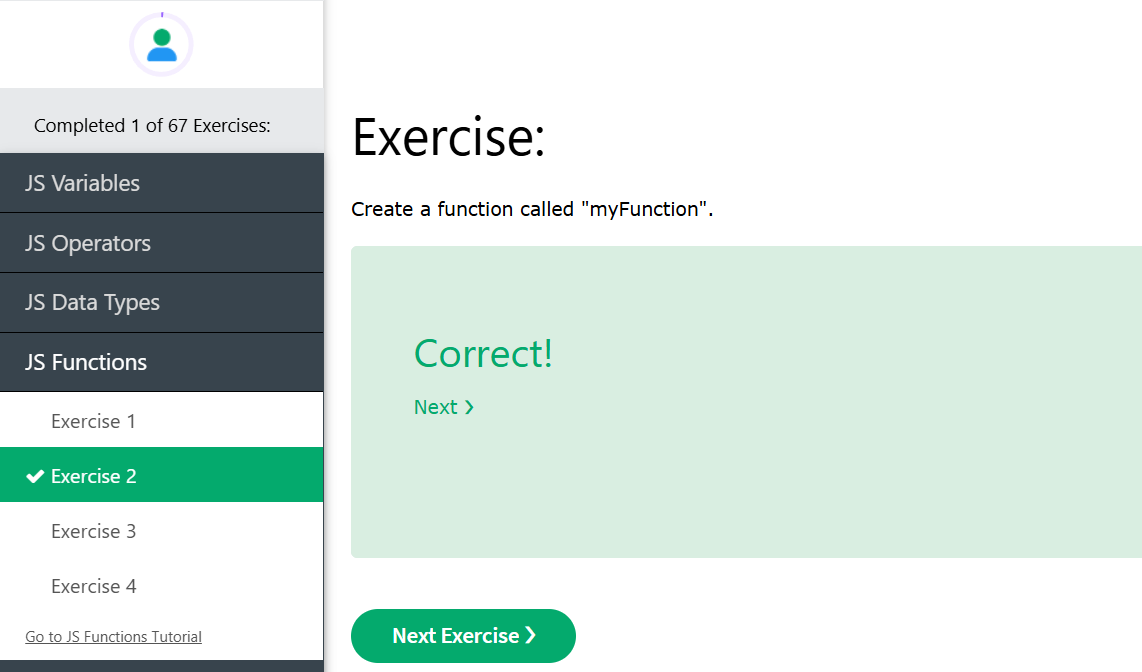 Completed 1 of 67 Exercises:
JS Variables
JS Operators
JS Data Types
JS Functions
Exercise 1
Exercise 2
Exercise 3
Exercise 4
Go to JS Functions Tutorial
Exercise:
Create a function called "myFunction".
Correct!
Next ❯
Next Exercise ❯